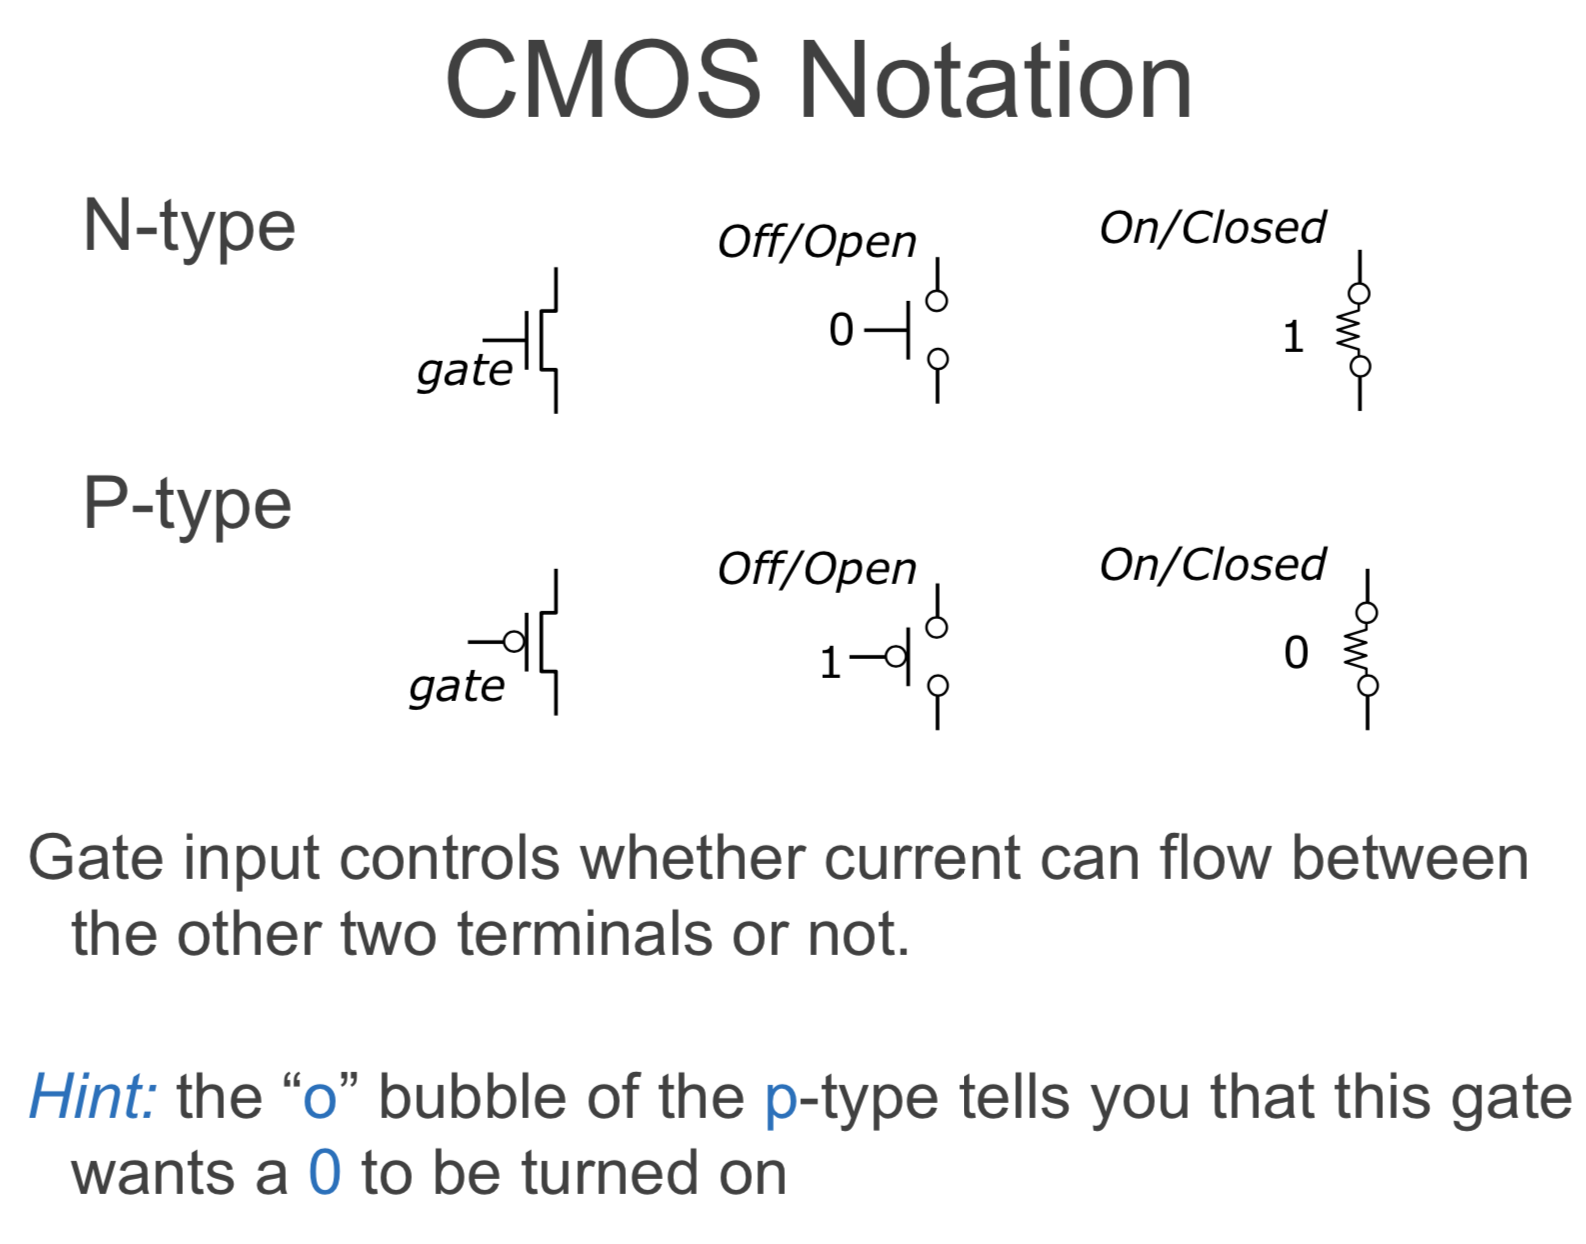 CMOS Notation
N-type
Off/Open
On/Closed
gate
0
1
P-type
Off/Open
On/Closed
gate
1
0
Gate input controls whether current can flow between
the other two terminals or not.
Hint: the “o” bubble of the p-type tells you that this gate
wants a 0 to be turned on